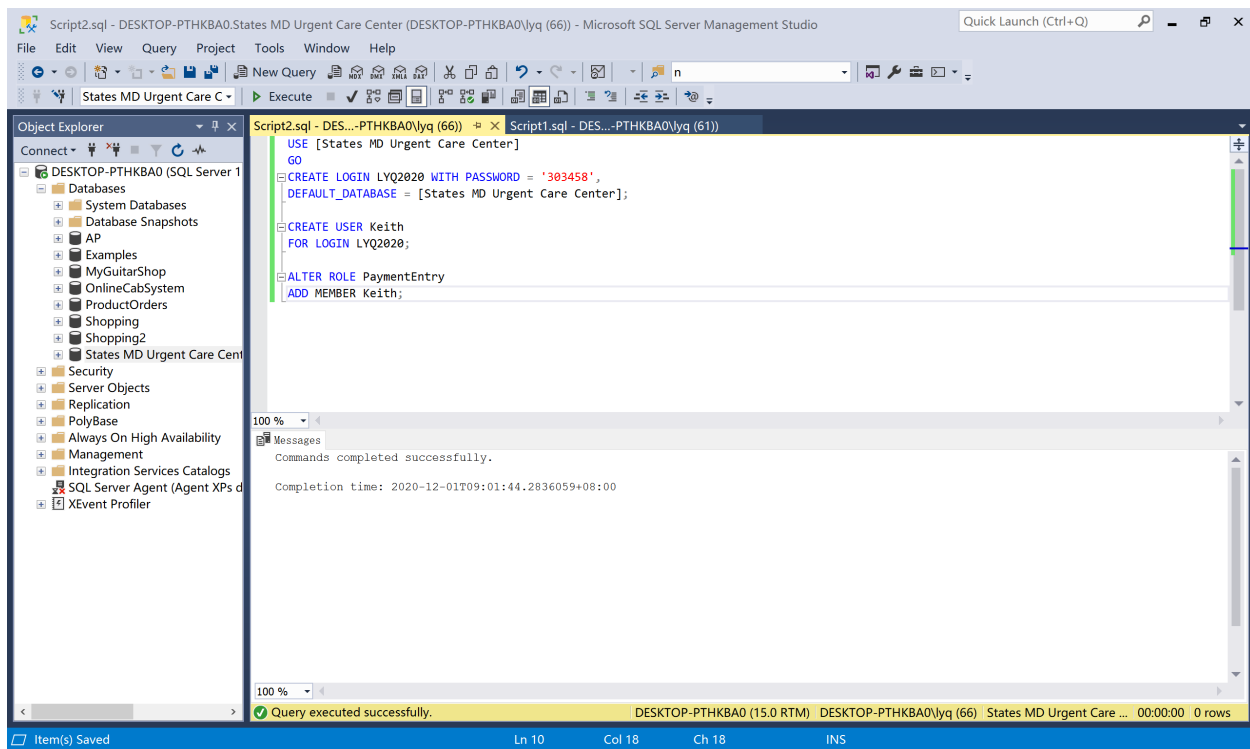 Script2.sql - DESKTOP-PTHKBA0.States MD Urgent Care Center (DESKTOP-PTHKBA0\lyq (66)) - Microsoft SQL Server Management Studio
Quick Launch (Ctrl+Q)
File Edit View Query Project Tools Window Help
New Query MDX DMX XMLA DAX n
States MD Urgent Care C Execute
Object Explorer
Connect
DESKTOP-PTHKBA0 (SQL Server 1
Databases
System Databases
Database Snapshots
AP
Examples
MyGuitarShop
OnlineCabSystem
ProductOrders
Shopping
Shopping2
States MD Urgent Care Cent
Security
Server Objects
Replication
PolyBase
Always On High Availability
Management
Integration Services Catalogs
SQL Server Agent (Agent XPs d
XEvent Profiler
Script2.sql - DES...-PTHKBA0\lyq (66)) Script1.sql - DES...-PTHKBA0\lyq (61))
USE [States MD Urgent Care Center]
GO
CREATE LOGIN LYQ2020 WITH PASSWORD = '303458',
DEFAULT_DATABASE = [States MD Urgent Care Center];
CREATE USER Keith
FOR LOGIN LYQ2020;
ALTER ROLE PaymentEntry
ADD MEMBER Keith;
100 %
Messages
Commands completed successfully.
Completion time: 2020-12-01T09:01:44.2836059+08:00
100 %
Query executed successfully. DESKTOP-PTHKBA0 (15.0 RTM) DESKTOP-PTHKBA0\lyq (66) States MD Urgent Care ... 00:00:00 0 rows
Item(s) Saved Ln 10 Col 18 Ch 18 INS